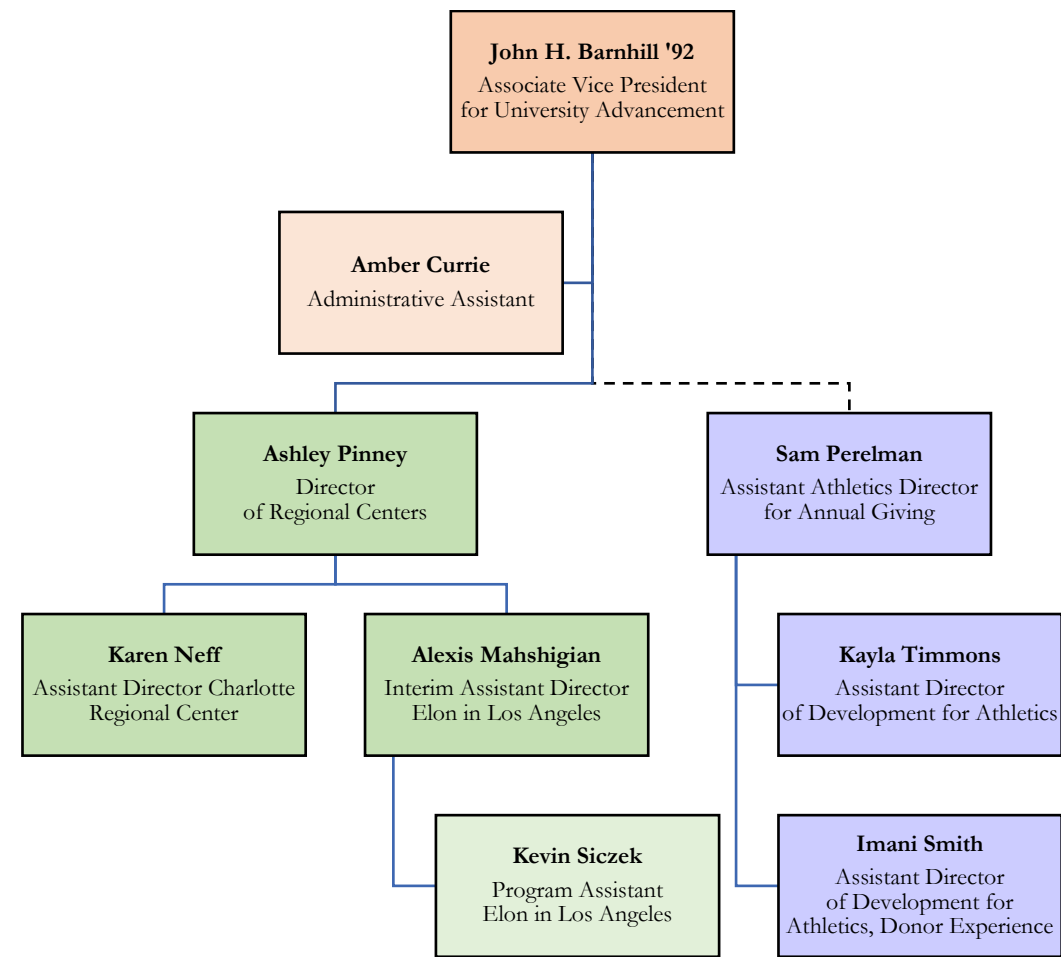 John H. Barnhill '92
Associate Vice President
for University Advancement
Amber Currie
Administrative Assistant
Ashley Pinney
Director
of Regional Centers
Sam Perelman
Assistant Athletics Director
for Annual Giving
Karen Neff
Assistant Director Charlotte
Regional Center
Alexis Mahshigian
Interim Assistant Director
Elon in Los Angeles
Kayla Timmons
Assistant Director
of Development for Athletics
Kevin Siczek
Program Assistant
Elon in Los Angeles
Imani Smith
Assistant Director
of Development for
Athletics, Donor Experience